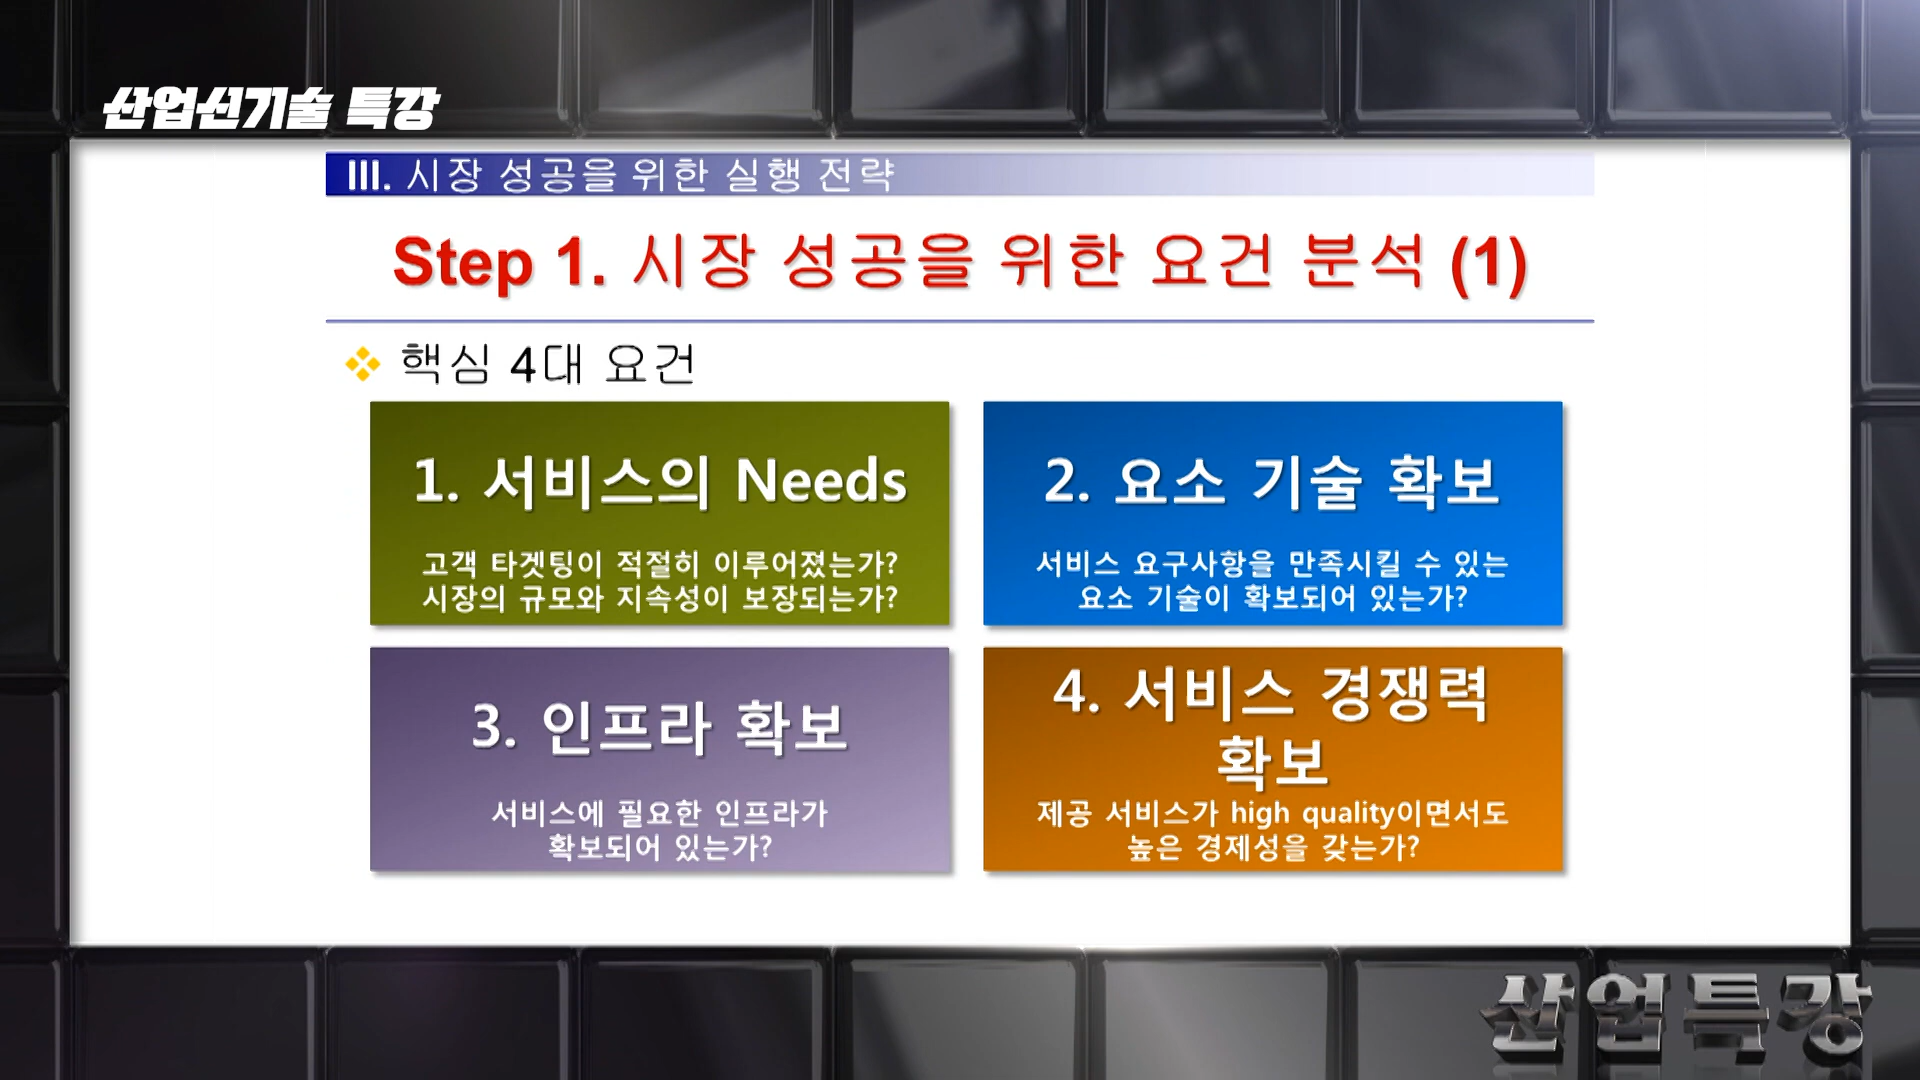 산업신기술 특강
III. 시장 성공을 위한 실행 전략
Step 1. 시장 성공을 위한 요건 분석 (1)
핵심 4대 요건
1. 서비스의 Needs
고객 타겟팅이 적절히 이루어졌는가?
시장의 규모와 지속성이 보장되는가?
2. 요소 기술 확보
서비스 요구사항을 만족시킬 수 있는
요소 기술이 확보되어 있는가?
3. 인프라 확보
서비스에 필요한 인프라가
확보되어 있는가?
4. 서비스 경쟁력
확보
제공 서비스가 high quality이면서도
높은 경제성을 갖는가?
산업특강